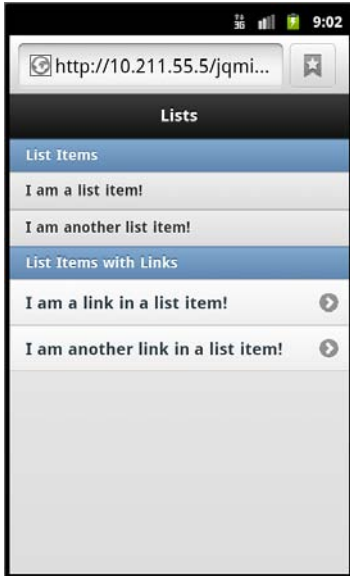 3G 9:02
http://10.211.55.5/jqmi...
Lists
List Items
I am a list item!
I am another list item!
List Items with Links
I am a link in a list item!
I am another link in a list item!